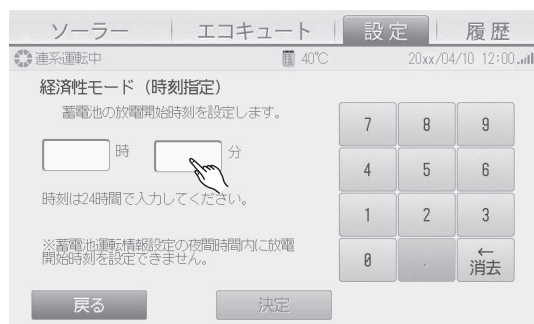 ソーラー エコキュート 設定 履歴
連系運転中 40℃ 20xx/04/10 12:00
経済性モード（時刻指定）
蓄電池の放電開始時刻を設定します。
時 分
時刻は24時間で入力してください。
※蓄電池運転情報設定の夜間時間内に放電
開始時刻を設定できません。
7 8 9
4 5 6
1 2 3
0 . ←
消去
戻る 決定